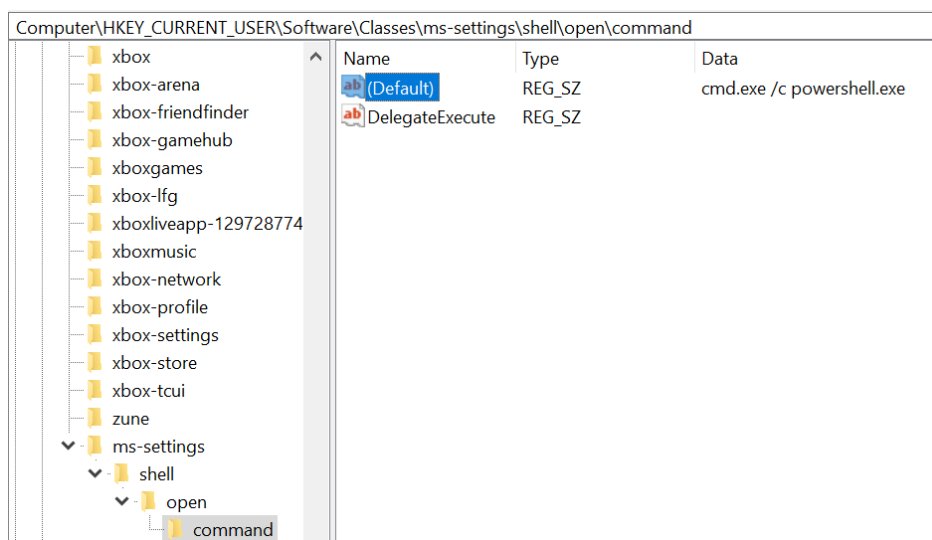 Computer\HKEY_CURRENT_USER\Software\Classes\ms-settings\shell\open\command
xbox
xbox-arena
xbox-friendfinder
xbox-gamehub
xboxgames
xbox-lfg
xboxliveapp-129728774
xboxmusic
xbox-network
xbox-profile
xbox-settings
xbox-store
xbox-tcui
zune
ms-settings
shell
open
command
Name Type Data
ab (Default) REG_SZ cmd.exe /c powershell.exe
ab DelegateExecute REG_SZ